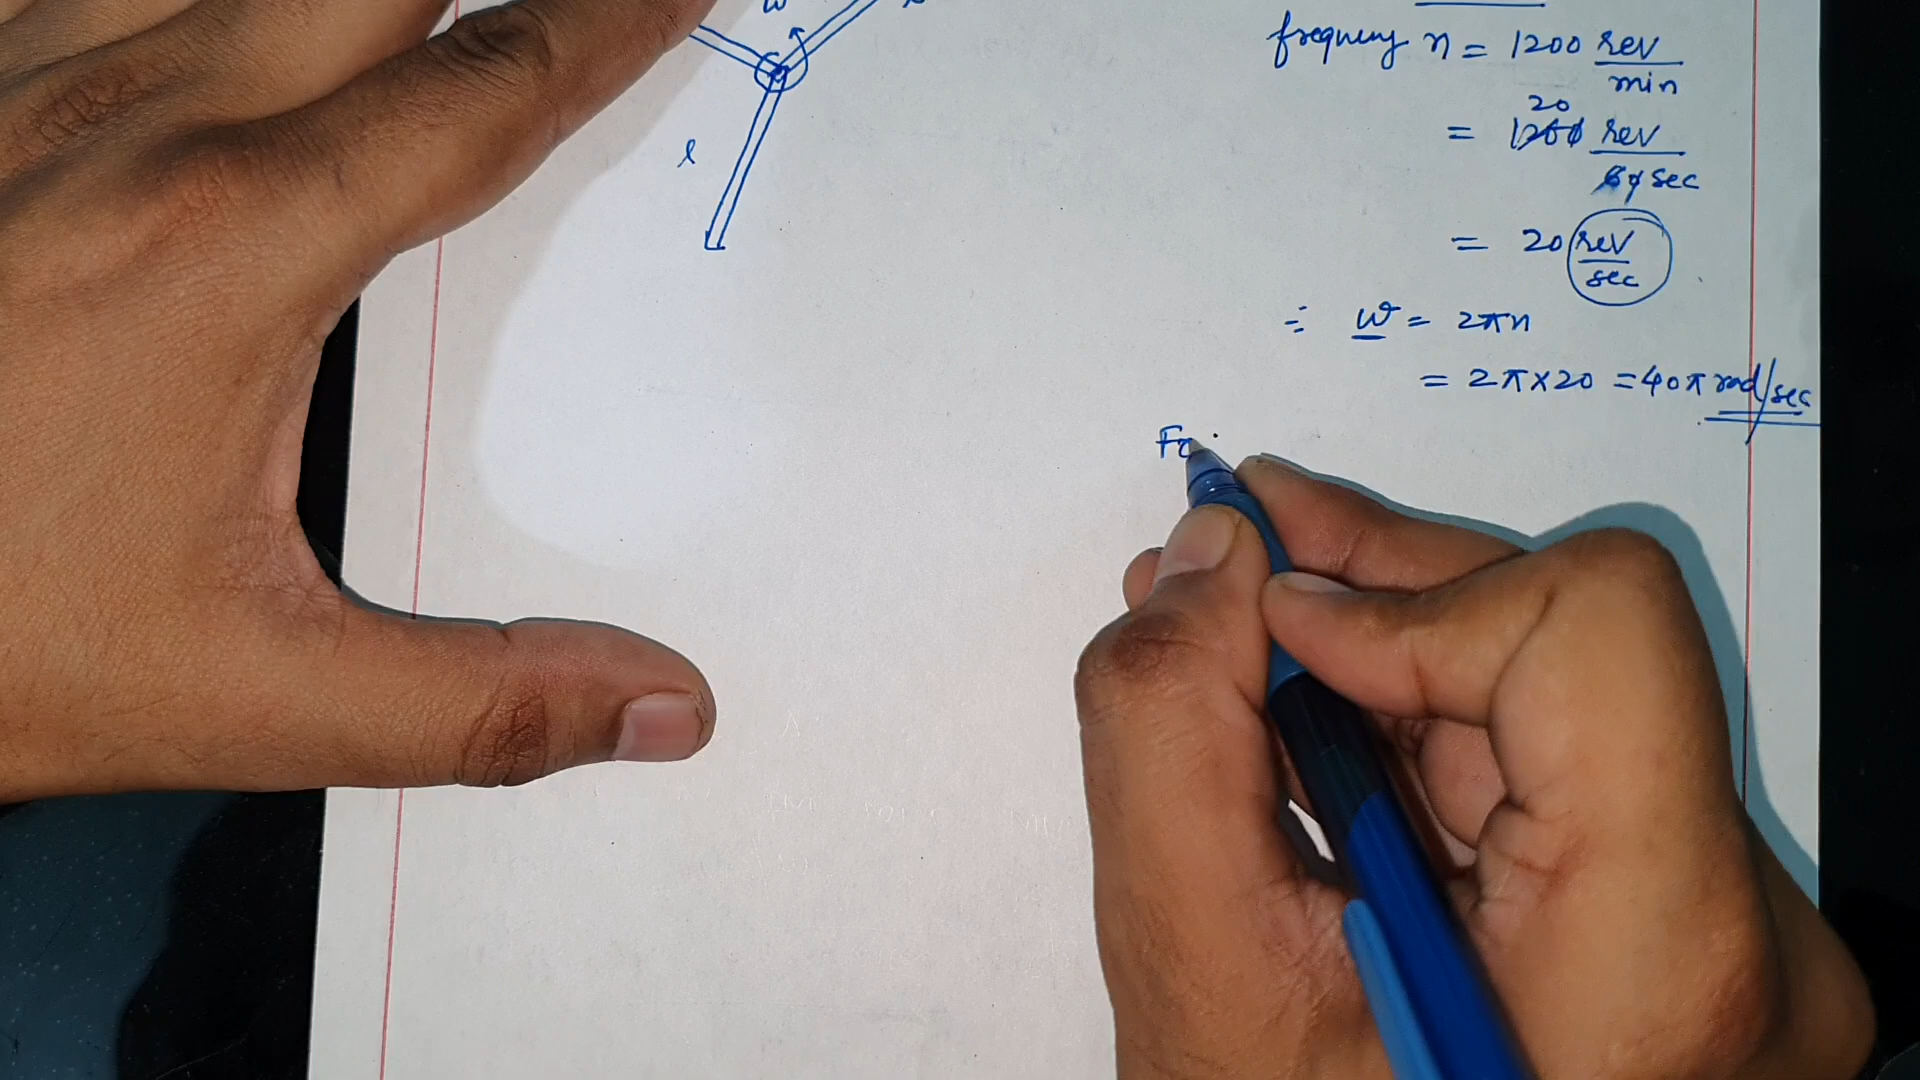 w
l
frequency n = 1200 rev/min
= 1200 rev/60 sec
20
= 20 rev/sec
∴ w = 2πn
= 2π×20 = 40π rad/sec
Fo